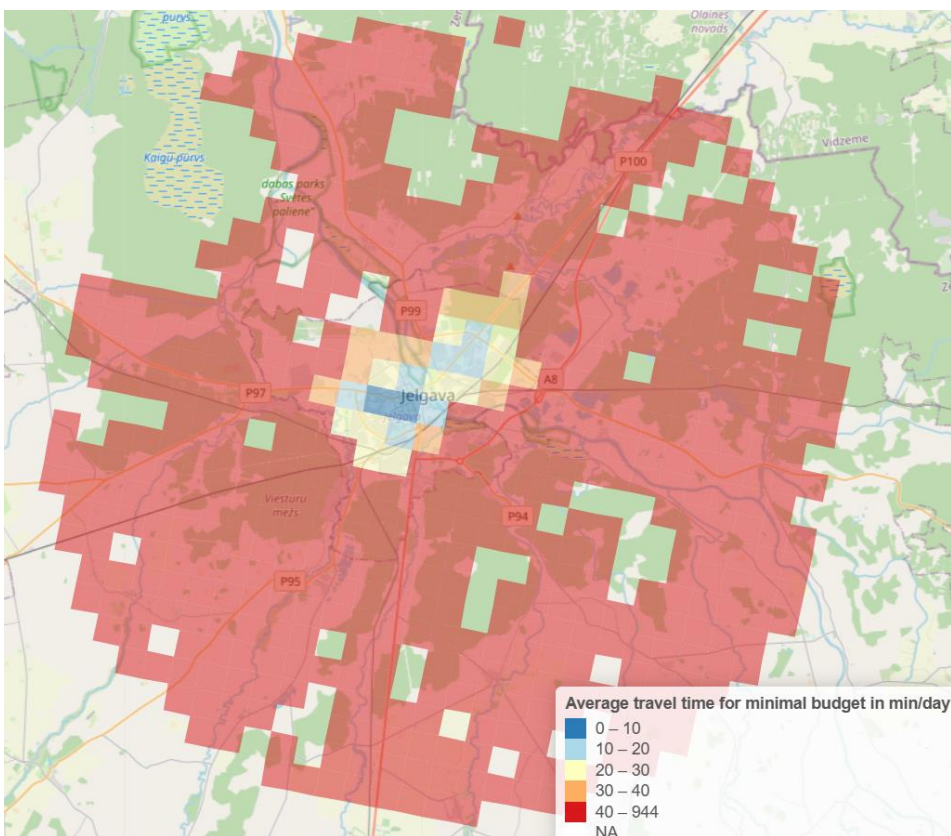 purvs
Olaines
novads
Kaigu-purvs
Vidzeme
P100
dabas parks
"Svētes
paliene"
P99
P97
A8
Jelgava
Jelgava
Viesturu
mežs
P94
P95
Average travel time for minimal budget in min/day
0 – 10
10 – 20
20 – 30
30 – 40
40 – 944
NA